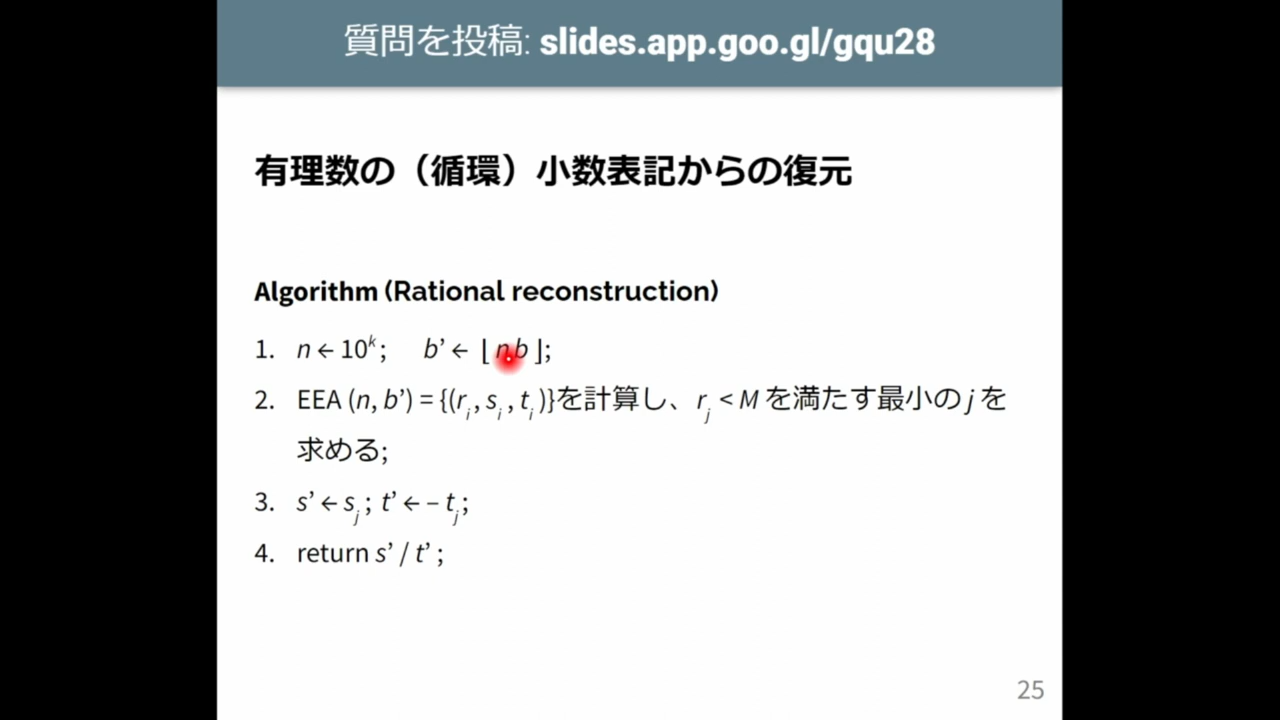 質問を投稿: slides.app.goo.gl/gqu28
有理数の（循環）小数表記からの復元
Algorithm (Rational reconstruction)
1. n ← 10^k ; b’ ← ⌊ n b ⌋;
2. EEA (n, b’) = {(r_i, s_i, t_i)}を計算し、r_j < M を満たす最小の j を
求める;
3. s’ ← s_j ; t’ ← – t_j ;
4. return s’ / t’ ;
25